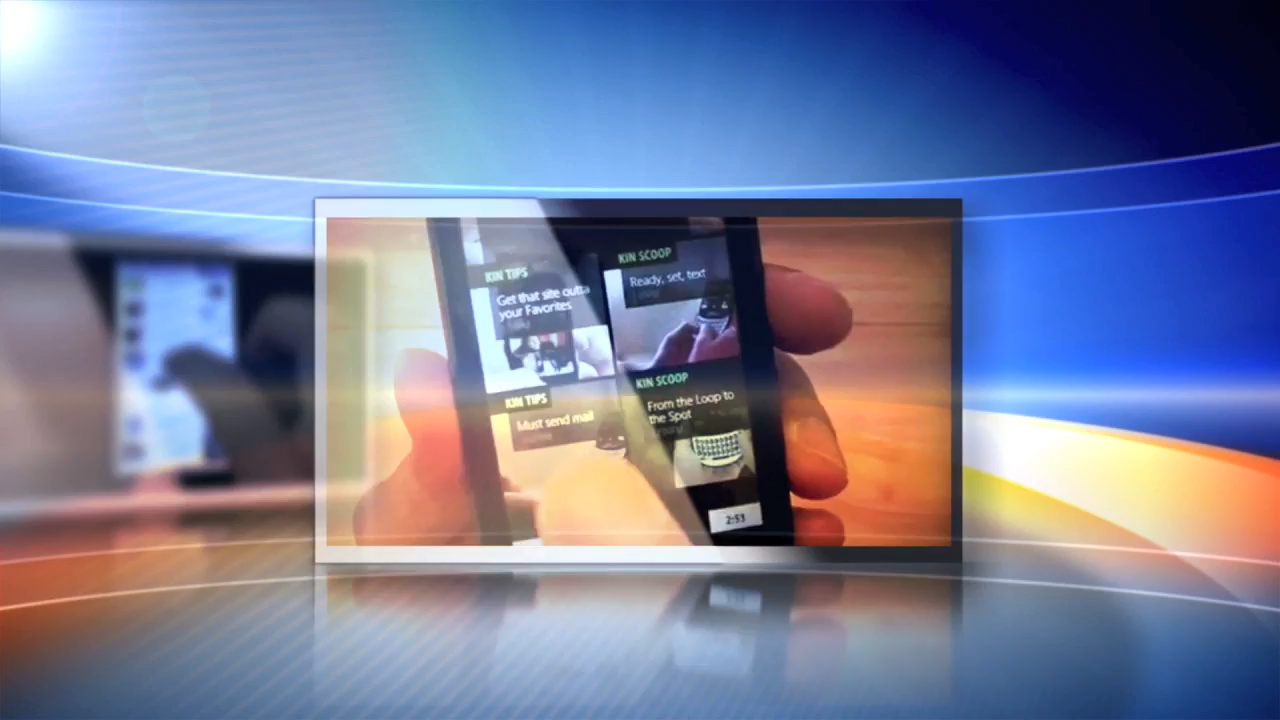 KIN TIPS
Get that site outta
your Favorites
KIN TIPS
Must send mail
KIN SCOOP
Ready, set, text
KIN SCOOP
From the Loop to
the Spot
2:53